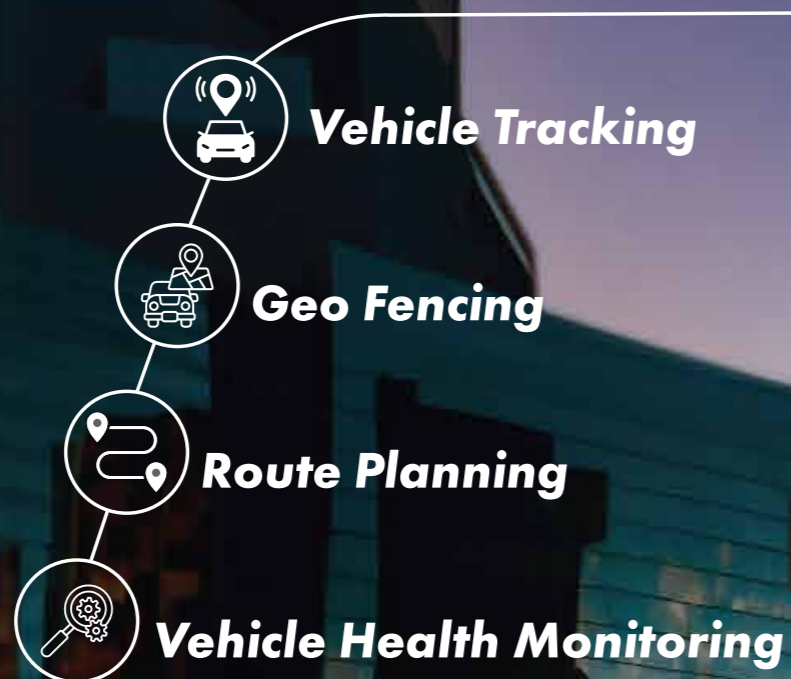 Vehicle Tracking
Geo Fencing
Route Planning
Vehicle Health Monitoring